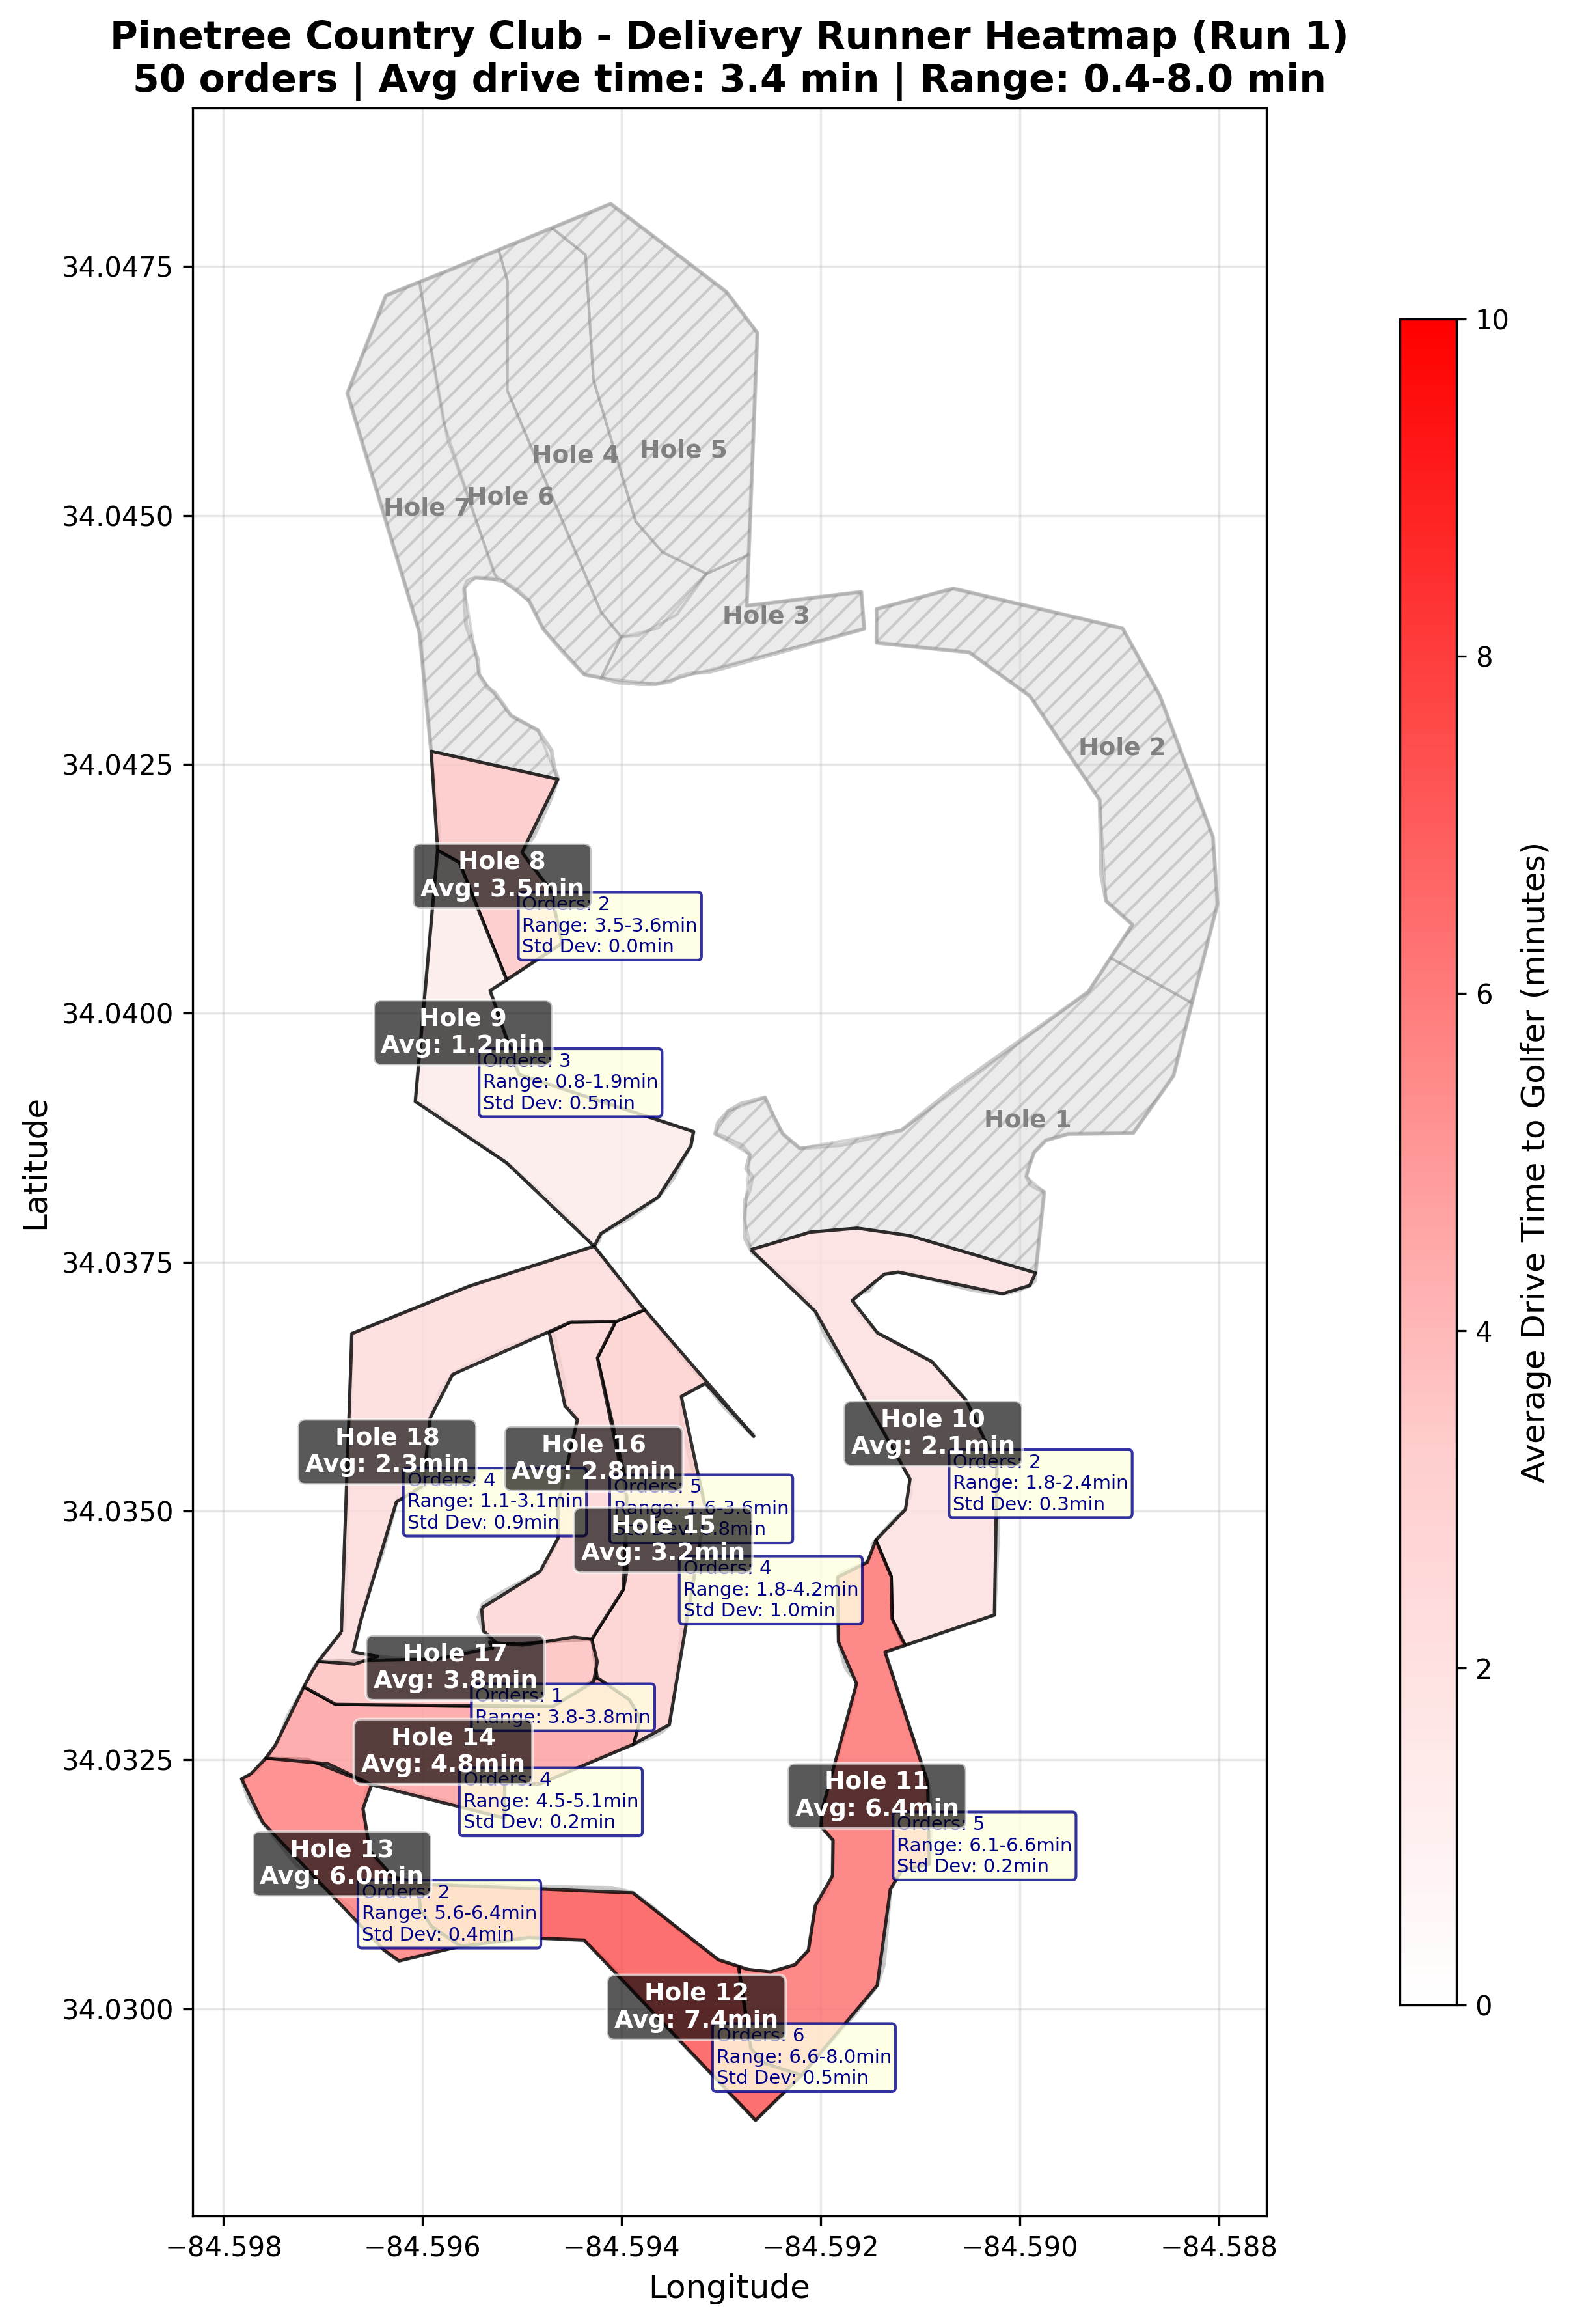 Pinetree Country Club - Delivery Runner Heatmap (Run 1)
50 orders | Avg drive time: 3.4 min | Range: 0.4-8.0 min
Latitude
34.0475
34.0450
34.0425
34.0400
34.0375
34.0350
34.0325
34.0300
Hole 4
Hole 5
Hole 7
Hole 6
Hole 3
Hole 2
Hole 8
Avg: 3.5min
Orders: 2
Range: 3.5-3.6min
Std Dev: 0.0min
Hole 9
Avg: 1.2min
Orders: 3
Range: 0.8-1.9min
Std Dev: 0.5min
Hole 1
Hole 10
Avg: 2.1min
Orders: 2
Range: 1.8-2.4min
Std Dev: 0.3min
Hole 18
Avg: 2.3min
Orders: 4
Range: 1.1-3.1min
Std Dev: 0.9min
Hole 16
Avg: 2.8min
Orders: 5
Range: 1.6-3.6min
Hole 15
Avg: 3.2min
Orders: 4
Range: 1.8-4.2min
Std Dev: 1.0min
Hole 17
Avg: 3.8min
Orders: 1
Range: 3.8-3.8min
Hole 14
Avg: 4.8min
Orders: 4
Range: 4.5-5.1min
Std Dev: 0.2min
Hole 11
Avg: 6.4min
Orders: 5
Range: 6.1-6.6min
Std Dev: 0.2min
Hole 13
Avg: 6.0min
Orders: 2
Range: 5.6-6.4min
Std Dev: 0.4min
Hole 12
Avg: 7.4min
Orders: 6
Range: 6.6-8.0min
Std Dev: 0.5min
−84.598
−84.596
−84.594
−84.592
−84.590
−84.588
Longitude
10
8
6
4
2
0
Average Drive Time to Golfer (minutes)